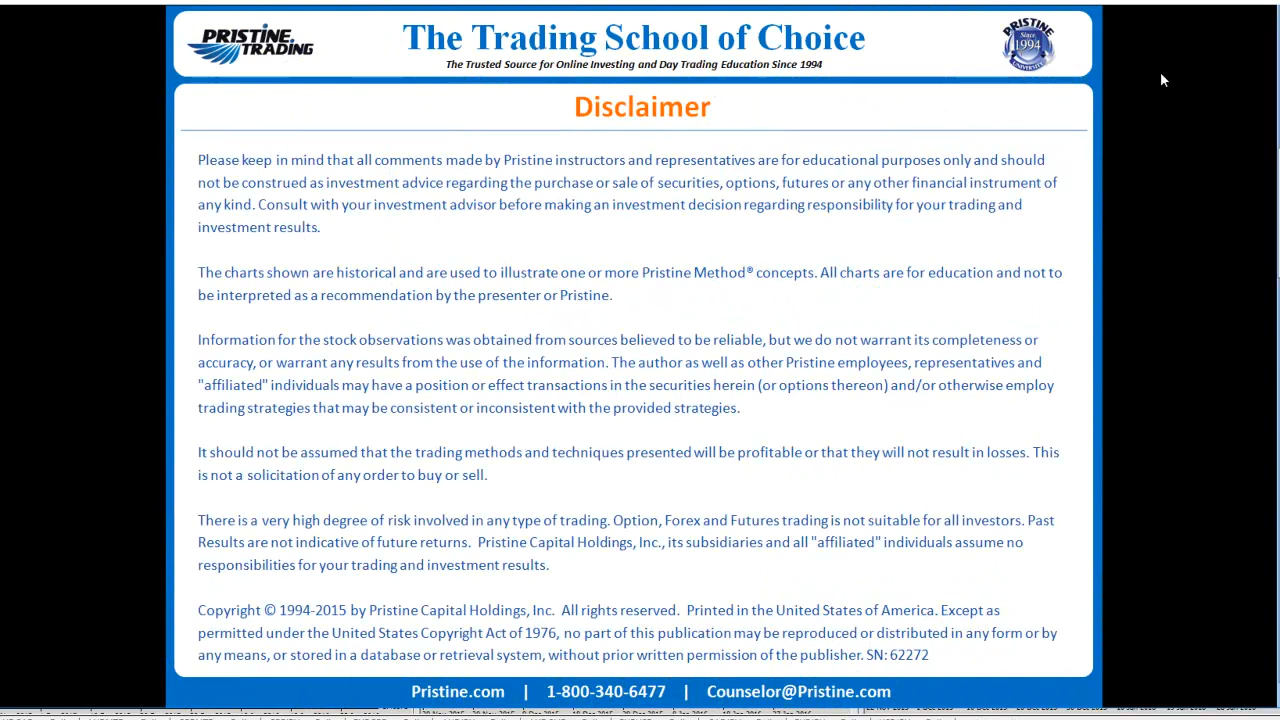 PRISTINE
TRADING
The Trading School of Choice
The Trusted Source for Online Investing and Day Trading Education Since 1994
PRISTINE
Since
1994
UNIVERSITY
Disclaimer
Please keep in mind that all comments made by Pristine instructors and representatives are for educational purposes only and should
not be construed as investment advice regarding the purchase or sale of securities, options, futures or any other financial instrument of
any kind. Consult with your investment advisor before making an investment decision regarding responsibility for your trading and
investment results.
The charts shown are historical and are used to illustrate one or more Pristine Method® concepts. All charts are for education and not to
be interpreted as a recommendation by the presenter or Pristine.
Information for the stock observations was obtained from sources believed to be reliable, but we do not warrant its completeness or
accuracy, or warrant any results from the use of the information. The author as well as other Pristine employees, representatives and
"affiliated" individuals may have a position or effect transactions in the securities herein (or options thereon) and/or otherwise employ
trading strategies that may be consistent or inconsistent with the provided strategies.
It should not be assumed that the trading methods and techniques presented will be profitable or that they will not result in losses. This
is not a solicitation of any order to buy or sell.
There is a very high degree of risk involved in any type of trading. Option, Forex and Futures trading is not suitable for all investors. Past
Results are not indicative of future returns. Pristine Capital Holdings, Inc., its subsidiaries and all "affiliated" individuals assume no
responsibilities for your trading and investment results.
Copyright © 1994-2015 by Pristine Capital Holdings, Inc. All rights reserved. Printed in the United States of America. Except as
permitted under the United States Copyright Act of 1976, no part of this publication may be reproduced or distributed in any form or by
any means, or stored in a database or retrieval system, without prior written permission of the publisher. SN: 62272
Pristine.com | 1-800-340-6477 | Counselor@Pristine.com